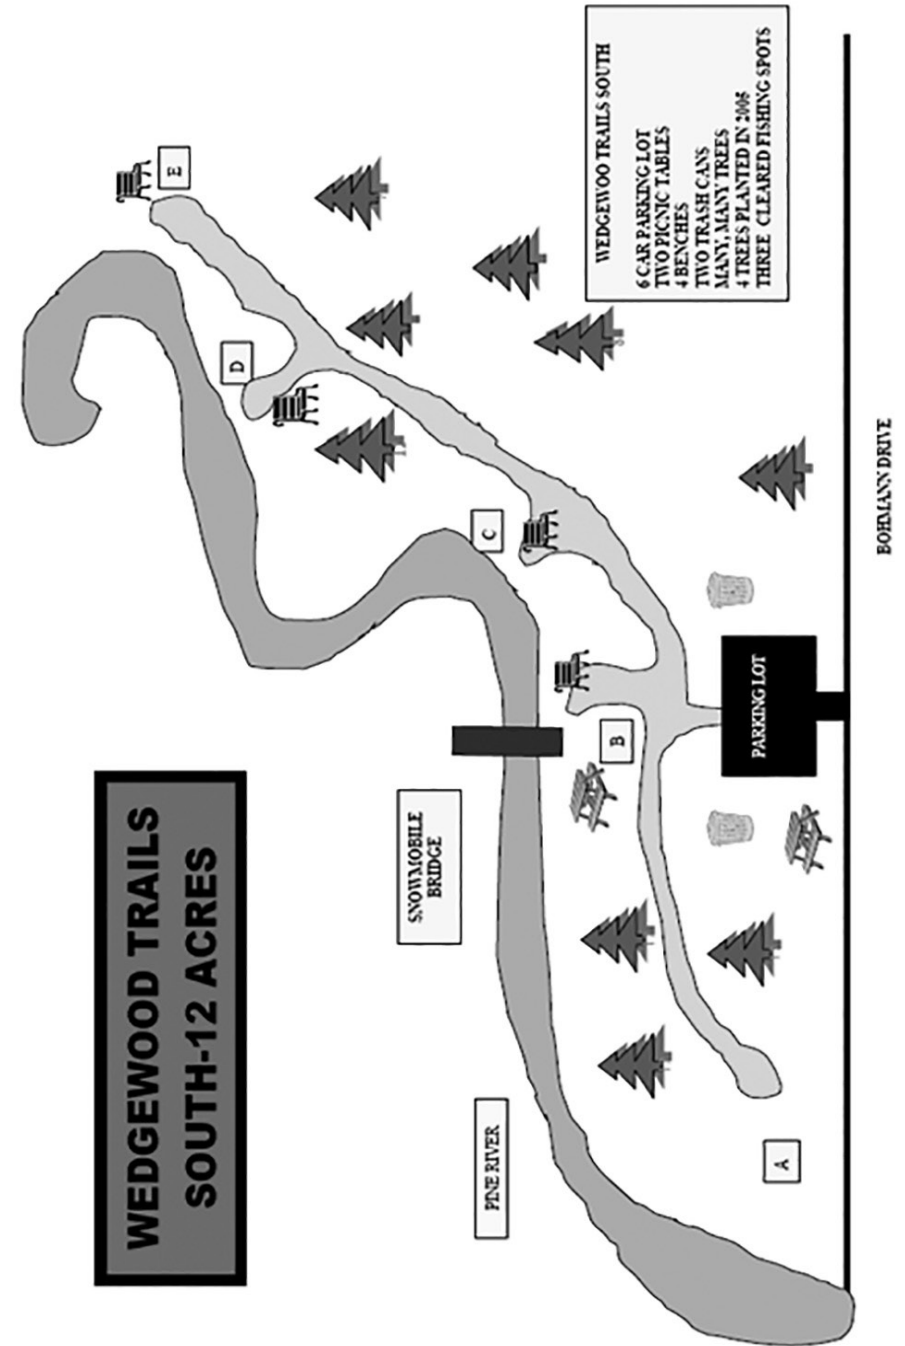 WEDGEWOOD TRAILS
SOUTH-12 ACRES
WEDGEWOO TRAILS SOUTH
6 CAR PARKING LOT
TWO PICNIC TABLES
4 BENCHES
TWO TRASH CANS
MANY, MANY TREES
4 TREES PLANTED IN 2005
THREE CLEARED FISHING SPOTS
E
D
C
B
A
SNOWMOBILE
BRIDGE
PINE RIVER
PARKING LOT
BOHMANN DRIVE